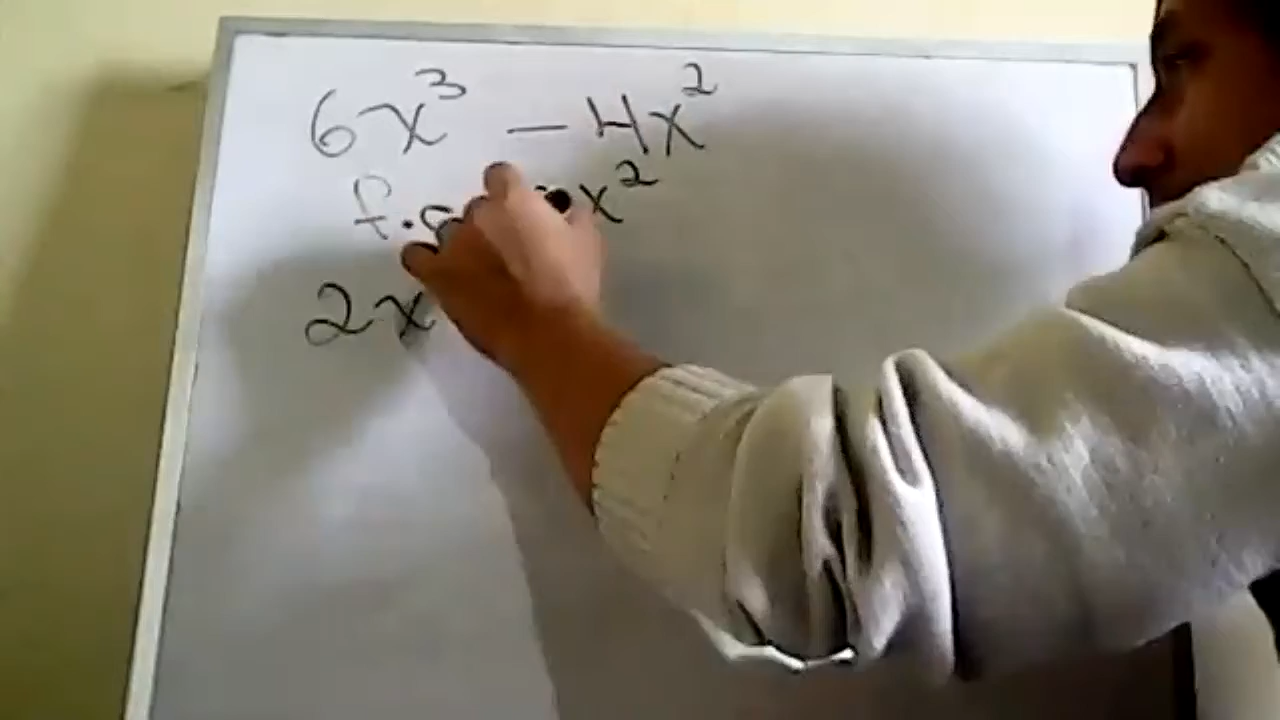 6x³ - 4x²
f.c x²
2x